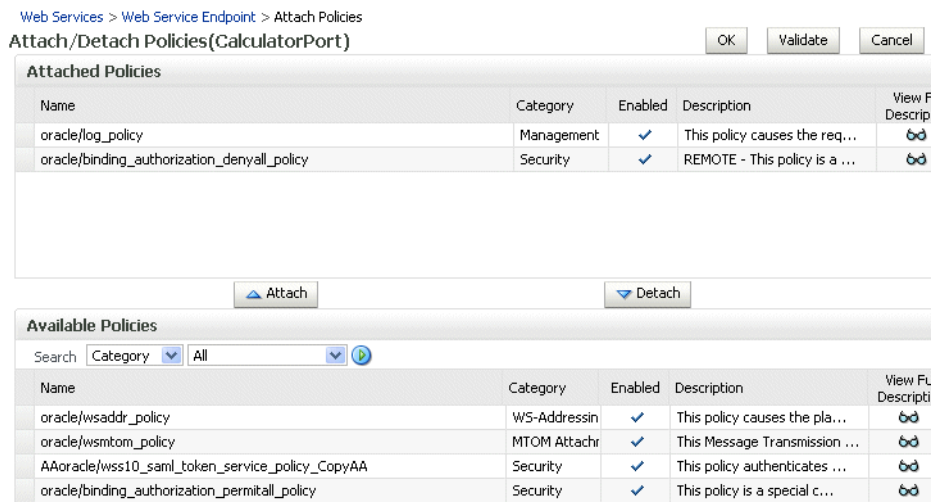 Web Services > Web Service Endpoint > Attach Policies
Attach/Detach Policies(CalculatorPort)
OK Validate Cancel
Attached Policies
Name Category Enabled Description View F
Descrip
oracle/log_policy Management This policy causes the req...
oracle/binding_authorization_denyall_policy Security REMOTE - This policy is a ...
Attach Detach
Available Policies
Search Category All
Name Category Enabled Description View Fu
Descripti
oracle/wsaddr_policy WS-Addressin This policy causes the pla...
oracle/wsmtom_policy MTOM Attachr This Message Transmission ...
AAoracle/wss10_saml_token_service_policy_CopyAA Security This policy authenticates ...
oracle/binding_authorization_permitall_policy Security This policy is a special c...